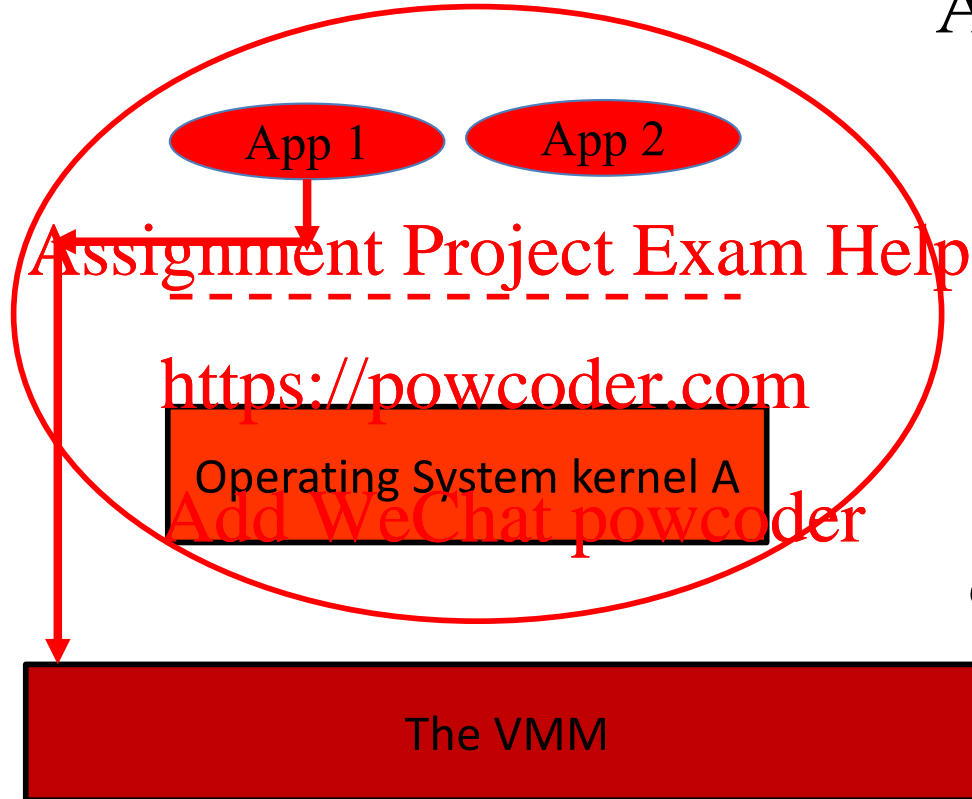 A
App 1
App 2
Assignment Project Exam Help
https://powcoder.com
Operating System kernel A
Add WeChat powcoder
The VMM